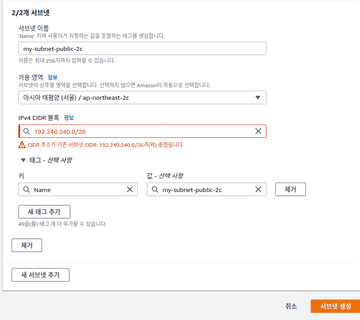 2/2개 서브넷
서브넷 이름
'Name' 키와 사용자가 지정하는 값을 포함하는 태그를 생성합니다.
my-subnet-public-2c
이름은 최대 256자까지 입력할 수 있습니다.
가용 영역 정보
서브넷이 상주할 영역을 선택합니다. 선택하지 않으면 Amazon이 자동으로 선택합니다.
아시아 태평양 (서울) / ap-northeast-2c
IPv4 CIDR 블록 정보
192.240.240.0/26
CIDR 주소가 기존 서브넷 CIDR: 192.240.240.0/26과(와) 중첩됩니다.
태그 - 선택 사항
키 값 - 선택 사항
Name my-subnet-public-2c 제거
새 태그 추가
49을(를) 태그.개 더 추가할 수 있습니다.
제거
새 서브넷 추가
취소 서브넷 생성